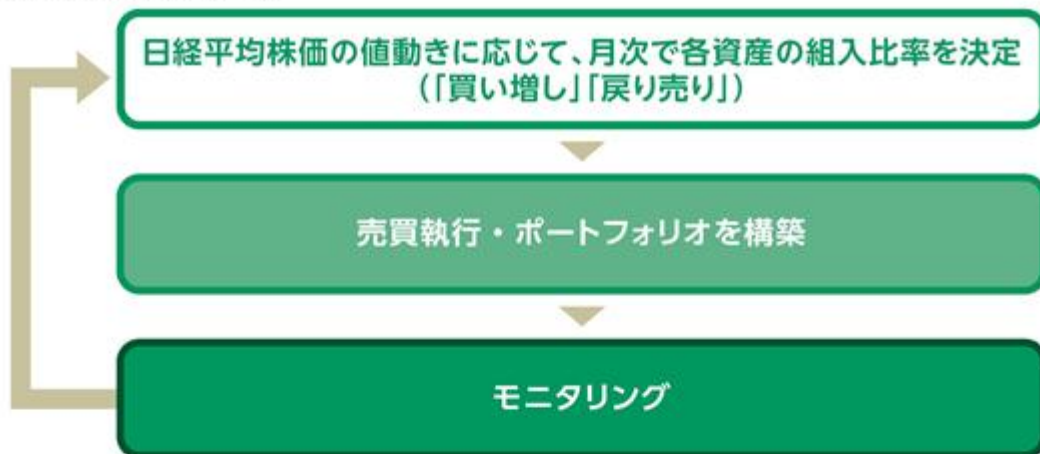 日経平均株価の値動きに応じて、月次で各資産の組入比率を決定
(「買い増し」「戻り売り」)
売買執行・ポートフォリオを構築
モニタリング